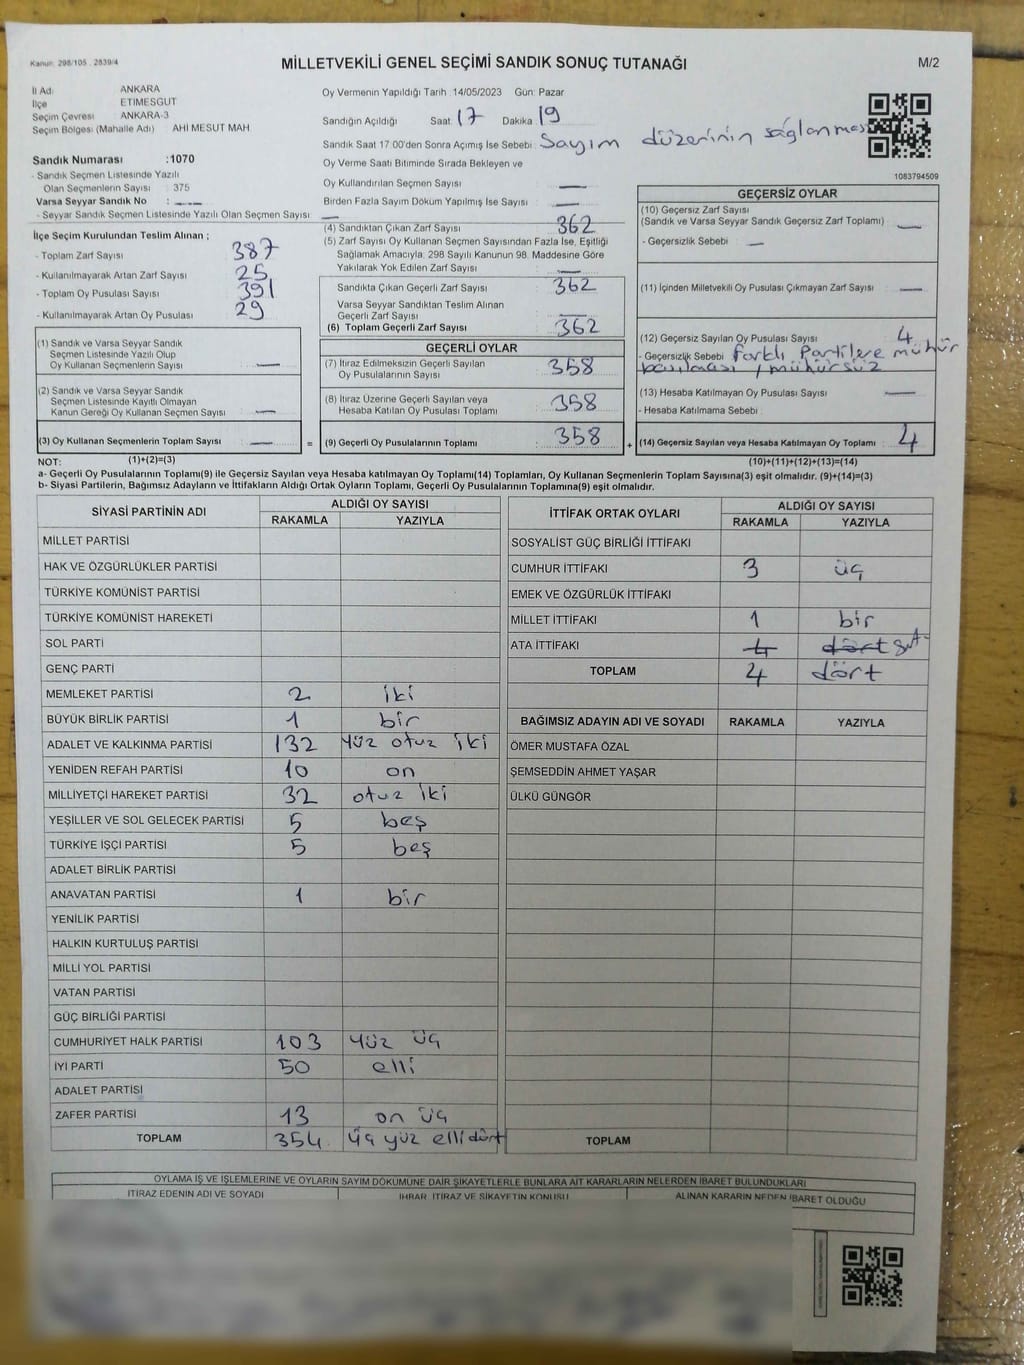 Kanun: 298/105 . 2839/4
MİLLETVEKİLİ GENEL SEÇİMİ SANDIK SONUÇ TUTANAĞI
M/2
İl Adı ANKARA
İlçe ETİMESGUT
Seçim Çevresi ANKARA-3
Seçim Bölgesi (Mahalle Adı) AHİ MESUT MAH
Oy Vermenin Yapıldığı Tarih :14/05/2023 Gün: Pazar
Sandığın Açıldığı Saat: 17 Dakika: 19
Sandık Saat 17.00'den Sonra Açımış İse Sebebi: Sayım düzeninin sağlanması
1083794509
Sandık Numarası :1070
- Sandık Seçmen Listesinde Yazılı
Olan Seçmenlerin Sayısı : 375
Varsa Seyyar Sandık No : —
- Seyyar Sandık Seçmen Listesinde Yazılı Olan Seçmen Sayısı : —
Oy Verme Saati Bitiminde Sırada Bekleyen ve
Oy Kullandırılan Seçmen Sayısı : —
Birden Fazla Sayım Döküm Yapılmış İse Sayısı : —
İlçe Seçim Kurulundan Teslim Alınan ;
- Toplam Zarf Sayısı : 387
- Kullanılmayarak Artan Zarf Sayısı : 25
- Toplam Oy Pusulası Sayısı : 391
- Kullanılmayarak Artan Oy Pusulası : 29
(4) Sandıktan Çıkan Zarf Sayısı : 362
(5) Zarf Sayısı Oy Kullanan Seçmen Sayısından Fazla İse, Eşitliği
Sağlamak Amacıyla: 298 Sayılı Kanunun 98. Maddesine Göre
Yakılarak Yok Edilen Zarf Sayısı : —
Sandıkta Çıkan Geçerli Zarf Sayısı : 362
Varsa Seyyar Sandıktan Teslim Alınan
Geçerli Zarf Sayısı : —
(6) Toplam Geçerli Zarf Sayısı : 362
GEÇERSİZ OYLAR
(10) Geçersiz Zarf Sayısı
(Sandık ve Varsa Seyyar Sandık Geçersiz Zarf Toplamı) : —
- Geçersizlik Sebebi : —
(11) İçinden Milletvekili Oy Pusulası Çıkmayan Zarf Sayısı : —
(12) Geçersiz Sayılan Oy Pusulası Sayısı : 4
- Geçersizlik Sebebi : farklı Partilere mühür
basılması / mühürsüz
(13) Hesaba Katılmayan Oy Pusulası Sayısı : —
- Hesaba Katılmama Sebebi :
(14) Geçersiz Sayılan veya Hesaba Katılmayan Oy Toplamı : 4
(10)+(11)+(12)+(13)=(14)
(1) Sandık ve Varsa Seyyar Sandık
Seçmen Listesinde Yazılı Olup
Oy Kullanan Seçmenlerin Sayısı : —
(2) Sandık ve Varsa Seyyar Sandık
Seçmen Listesinde Kayıtlı Olmayan
Kanun Gereği Oy Kullanan Seçmen Sayısı : —
(3) Oy Kullanan Seçmenlerin Toplam Sayısı : — =
(1)+(2)=(3)
GEÇERLİ OYLAR
(7) İtiraz Edilmeksizin Geçerli Sayılan
Oy Pusulalarının Sayısı : 358
(8) İtiraz Üzerine Geçerli Sayılan veya
Hesaba Katılan Oy Pusulası Toplamı : 358
(9) Geçerli Oy Pusulalarının Toplamı : 358 +
NOT:
a- Geçerli Oy Pusulalarının Toplamı(9) ile Geçersiz Sayılan veya Hesaba katılmayan Oy Toplamı(14) Toplamları, Oy Kullanan Seçmenlerin Toplam Sayısına(3) eşit olmalıdır. (9)+(14)=(3)
b- Siyasi Partilerin, Bağımsız Adayların ve İttifakların Aldığı Ortak Oyların Toplamı, Geçerli Oy Pusulalarının Toplamına(9) eşit olmalıdır.
SİYASİ PARTİNİN ADI ALDIĞI OY SAYISI
RAKAMLA YAZIYLA
MİLLET PARTİSİ
HAK VE ÖZGÜRLÜKLER PARTİSİ
TÜRKİYE KOMÜNİST PARTİSİ
TÜRKİYE KOMÜNİST HAREKETİ
SOL PARTİ
GENÇ PARTİ
MEMLEKET PARTİSİ 2 iki
BÜYÜK BİRLİK PARTİSİ 1 bir
ADALET VE KALKINMA PARTİSİ 132 yüz otuz iki
YENİDEN REFAH PARTİSİ 10 on
MİLLİYETÇİ HAREKET PARTİSİ 32 otuz iki
YEŞİLLER VE SOL GELECEK PARTİSİ 5 beş
TÜRKİYE İŞÇİ PARTİSİ 5 beş
ADALET BİRLİK PARTİSİ
ANAVATAN PARTİSİ 1 bir
YENİLİK PARTİSİ
HALKIN KURTULUŞ PARTİSİ
MİLLİ YOL PARTİSİ
VATAN PARTİSİ
GÜÇ BİRLİĞİ PARTİSİ
CUMHURİYET HALK PARTİSİ 103 yüz üç
İYİ PARTİ 50 elli
ADALET PARTİSİ
ZAFER PARTİSİ 13 on üç
TOPLAM 354 üç yüz elli dört
İTTİFAK ORTAK OYLARI ALDIĞI OY SAYISI
RAKAMLA YAZIYLA
SOSYALİST GÜÇ BİRLİĞİ İTTİFAKI
CUMHUR İTTİFAKI 3 üç
EMEK VE ÖZGÜRLÜK İTTİFAKI
MİLLET İTTİFAKI 1 bir
ATA İTTİFAKI 4 dört
TOPLAM 4 dört
BAĞIMSIZ ADAYIN ADI VE SOYADI RAKAMLA YAZIYLA
ÖMER MUSTAFA ÖZAL
ŞEMSEDDİN AHMET YAŞAR
ÜLKÜ GÜNGÖR
TOPLAM
OYLAMA İŞ VE İŞLEMLERİNE VE OYLARIN SAYIM DÖKÜMÜNE DAİR ŞİKAYETLERLE BUNLARA AİT KARARLARIN NELERDEN İBARET BULUNDUKLARI
İTİRAZ EDENİN ADI VE SOYADI İHBAR, İTİRAZ VE ŞİKAYETİN KONUSU ALINAN KARARIN NEDEN İBARET OLDUĞU